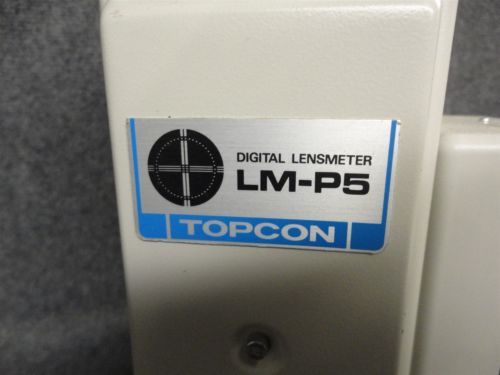 DIGITAL LENSMETER
LM-P5
TOPCON